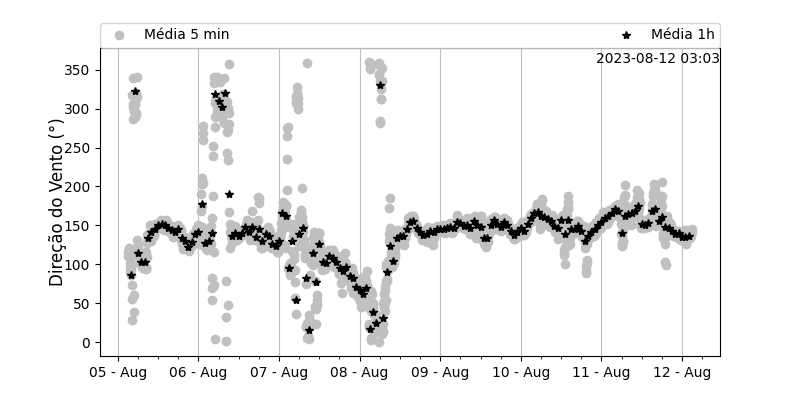 Média 5 min
Média 1h
2023-08-12 03:03
350
300
250
200
150
100
50
0
Direção do Vento (°)
05 - Aug
06 - Aug
07 - Aug
08 - Aug
09 - Aug
10 - Aug
11 - Aug
12 - Aug